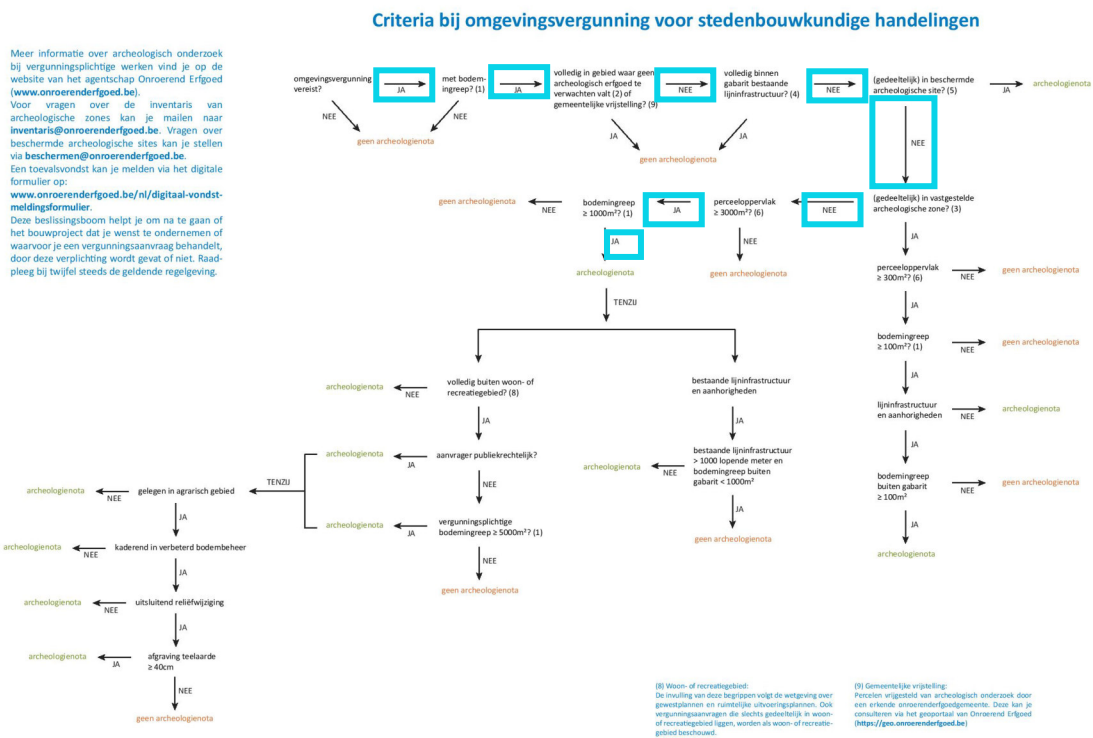 Criteria bij omgevingsvergunning voor stedenbouwkundige handelingen
Meer informatie over archeologisch onderzoek
bij vergunningsplichtige werken vind je op de
website van het agentschap Onroerend Erfgoed
(www.onroerenderfgoed.be).
Voor vragen over de inventaris van
archeologische zones kan je mailen naar
inventaris@onroerenderfgoed.be. Vragen over
beschermde archeologische sites kan je stellen
via beschermen@onroerenderfgoed.be.
Een toevalsvondst kan je melden via het digitale
formulier op:
www.onroerenderfgoed.be/nl/digitaal-vondst-
meldingsformulier.
Deze beslissingsboom helpt je om na te gaan of
het bouwproject dat je wenst te ondernemen of
waarvoor je een vergunningsaanvraag behandelt,
door deze verplichting wordt gevat of niet. Raad-
pleeg bij twijfel steeds de geldende regelgeving.
omgevingsvergunning
vereist?
JA
NEE
met bodem-
ingreep? (1)
JA
NEE
geen archeologienota
volledig in gebied waar geen
archeologisch erfgoed te
verwachten valt (2) of
gemeentelijke vrijstelling? (9)
NEE
JA
volledig binnen
gabarit bestaande
lijninfrastructuur? (4)
NEE
JA
geen archeologienota
(gedeeltelijk) in beschermde
archeologische site? (5)
JA
archeologienota
NEE
(gedeeltelijk) in vastgestelde
archeologische zone? (3)
NEE
perceeloppervlak
≥ 3000m²? (6)
JA
NEE
geen archeologienota
bodemingreep
≥ 1000m²? (1)
NEE
geen archeologienota
JA
archeologienota
JA
perceeloppervlak
≥ 300m²? (6)
NEE
geen archeologienota
JA
bodemingreep
≥ 100m²? (1)
NEE
geen archeologienota
JA
lijninfrastructuur
en aanhorigheden
NEE
archeologienota
JA
bodemingreep
buiten gabarit
≥ 100m²
NEE
geen archeologienota
JA
archeologienota
TENZIJ
volledig buiten woon- of
recreatiegebied? (8)
NEE
archeologienota
JA
aanvrager publiekrechtelijk?
JA
archeologienota
NEE
vergunningsplichtige
bodemingreep ≥ 5000m²? (1)
JA
archeologienota
NEE
geen archeologienota
bestaande lijninfrastructuur
en aanhorigheden
JA
bestaande lijninfrastructuur
> 1000 lopende meter en
bodemingreep buiten
gabarit < 1000m²
NEE
archeologienota
JA
geen archeologienota
TENZIJ
gelegen in agrarisch gebied
NEE
archeologienota
JA
kaderend in verbeterd bodembeheer
NEE
archeologienota
JA
uitsluitend reliëfwijziging
NEE
archeologienota
JA
afgraving teelaarde
≥ 40cm
JA
archeologienota
NEE
geen archeologienota
(8) Woon- of recreatiegebied:
De invulling van deze begrippen volgt de wetgeving over
gewestplannen en ruimtelijke uitvoeringsplannen. Ook
vergunningsaanvragen die slechts gedeeltelijk in woon-
of recreatiegebied liggen, worden als woon- of recreatie-
gebied beschouwd.
(9) Gemeentelijke vrijstelling:
Percelen vrijgesteld van archeologisch onderzoek door
een erkende onroerenderfgoedgemeente. Deze kan je
consulteren via het geoportaal van Onroerend Erfgoed
(https://geo.onroerenderfgoed.be)